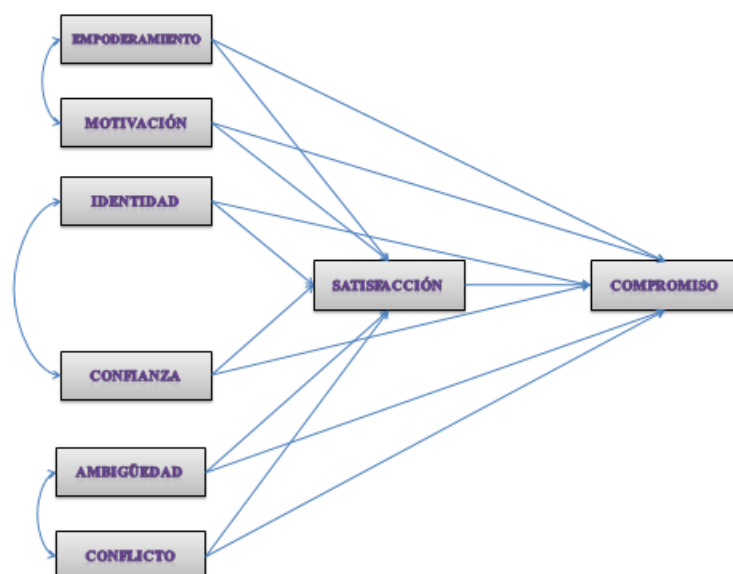 EMPODERAMIENTO
MOTIVACIÓN
IDENTIDAD
SATISFACCIÓN
COMPROMISO
CONFIANZA
AMBIGÜEDAD
CONFLICTO